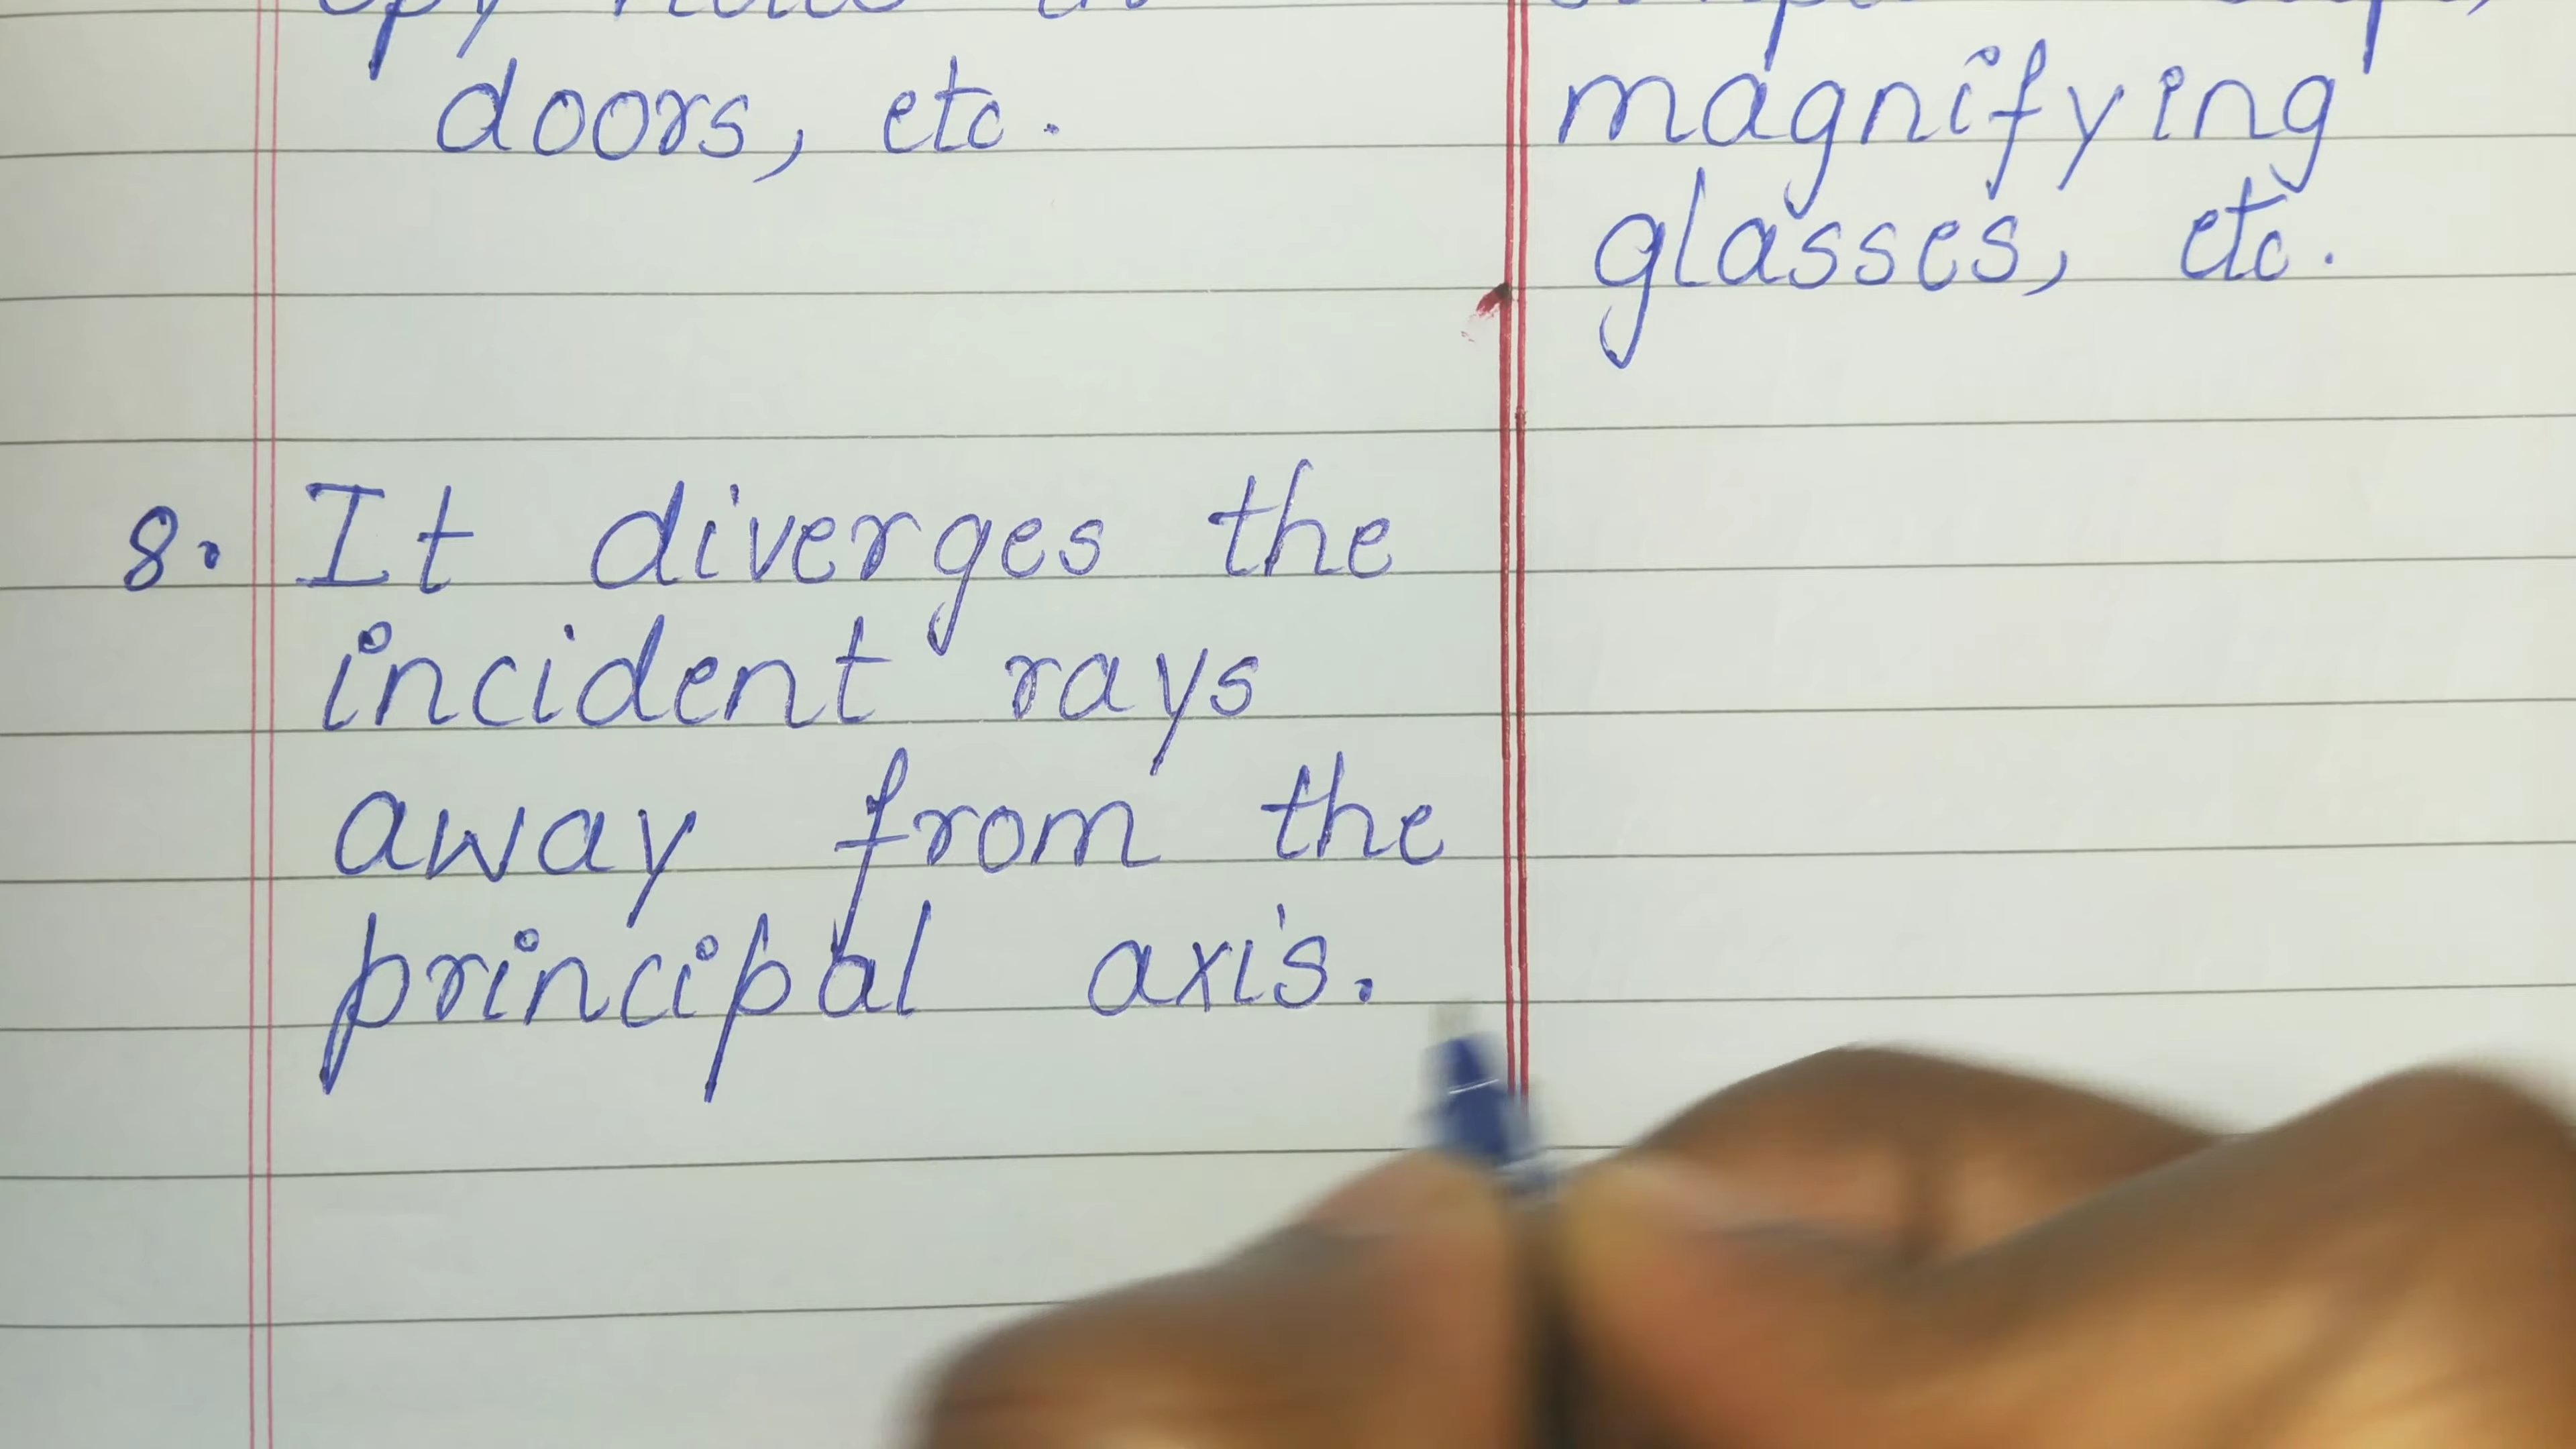 doors, etc.
magnifying
glasses, etc.
8. It diverges the
incident rays
away from the
principal axis.